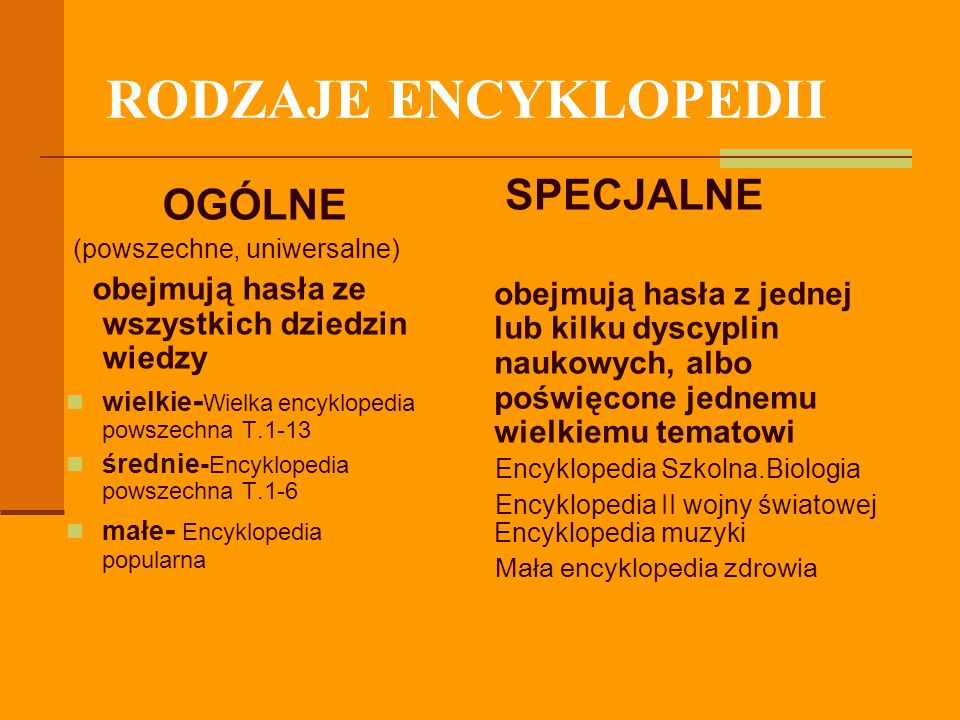 RODZAJE ENCYKLOPEDII
OGÓLNE
(powszechne, uniwersalne)
obejmują hasła ze
wszystkich dziedzin
wiedzy
wielkie-Wielka encyklopedia
powszechna T.1-13
średnie-Encyklopedia
powszechna T.1-6
małe- Encyklopedia
popularna
SPECJALNE
obejmują hasła z jednej
lub kilku dyscyplin
naukowych, albo
poświęcone jednemu
wielkiemu tematowi
Encyklopedia Szkolna.Biologia
Encyklopedia II wojny światowej
Encyklopedia muzyki
Mała encyklopedia zdrowia